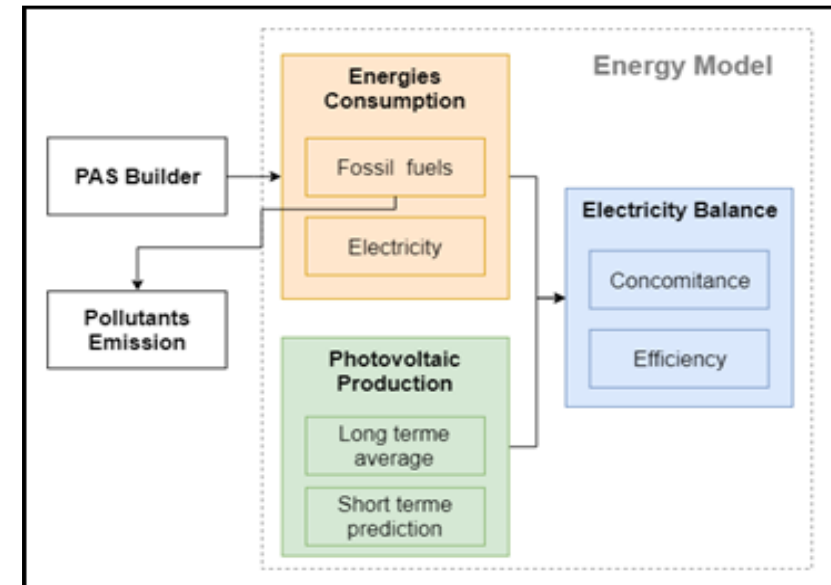 Energy Model
Energies
Consumption
PAS Builder
Fossil fuels
Electricity
Pollutants
Emission
Electricity Balance
Concomitance
Efficiency
Photovoltaic
Production
Long terme
average
Short terme
prediction